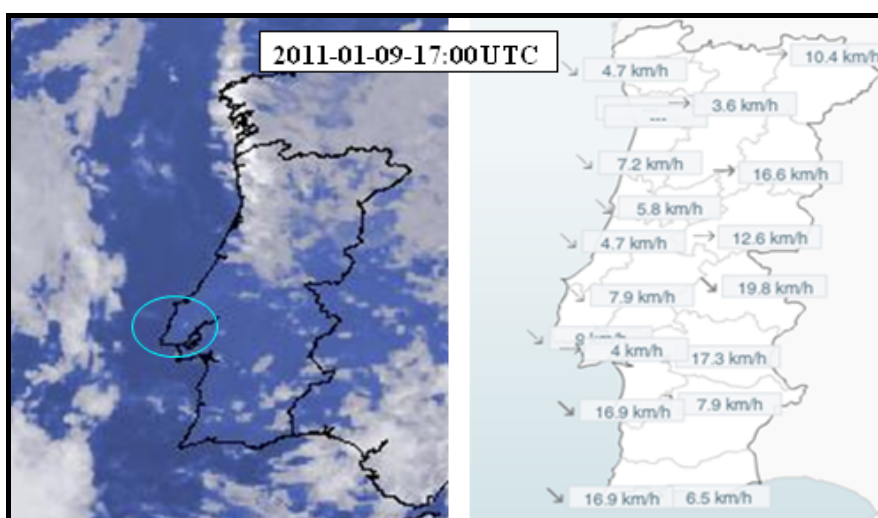 2011-01-09-17:00UTC
10.4 km/h
4.7 km/h
3.6 km/h
---
7.2 km/h
16.6 km/h
5.8 km/h
4.7 km/h
12.6 km/h
7.9 km/h
19.8 km/h
km/h
4 km/h
17.3 km/h
16.9 km/h
7.9 km/h
16.9 km/h
6.5 km/h